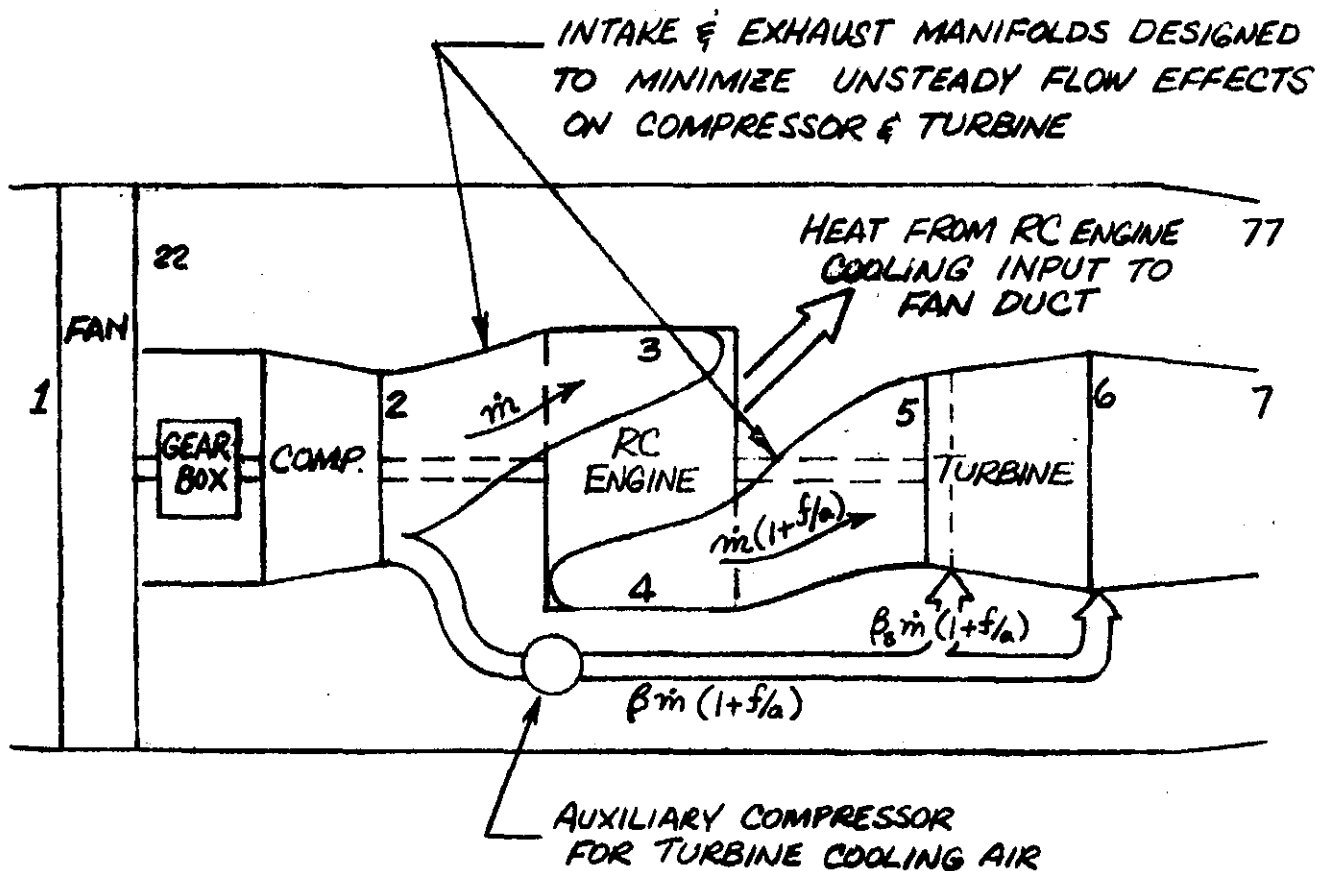 INTAKE & EXHAUST MANIFOLDS DESIGNED
TO MINIMIZE UNSTEADY FLOW EFFECTS
ON COMPRESSOR & TURBINE
HEAT FROM RC ENGINE
COOLING INPUT TO
FAN DUCT
77
22
FAN
1
GEAR
BOX
COMP.
2
ṁ
3
RC
ENGINE
4
ṁ(1+f/a)
5
TURBINE
6
7
β₈ṁ(1+f/a)
βṁ(1+f/a)
AUXILIARY COMPRESSOR
FOR TURBINE COOLING AIR